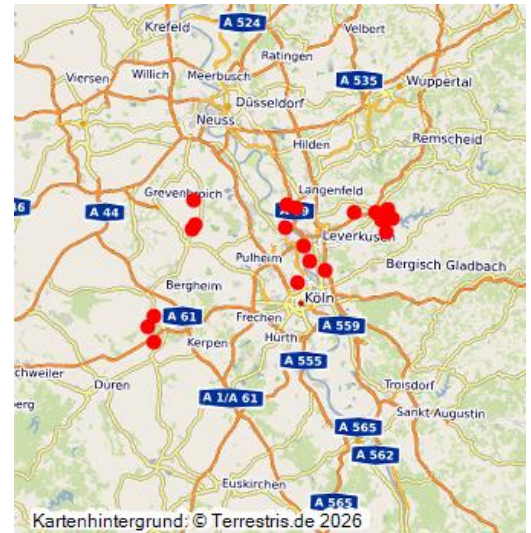 Krefeld
A 524
Velbert
Ratingen
Viersen
Willich
Meerbusch
A 535
Wuppertal
Düsseldorf
Neuss
Remscheid
Hilden
Grevenbroich
Langenfeld
A 44
Leverkusen
Pulheim
Bergisch Gladbach
Bergheim
A 61
Köln
Frechen
A 559
Kerpen
Hürth
A 555
Düren
Troisdorf
A 1/A 61
Sankt Augustin
A 565
A 562
Euskirchen
A 565
Kartenhintergrund: © Terrestris.de 2026